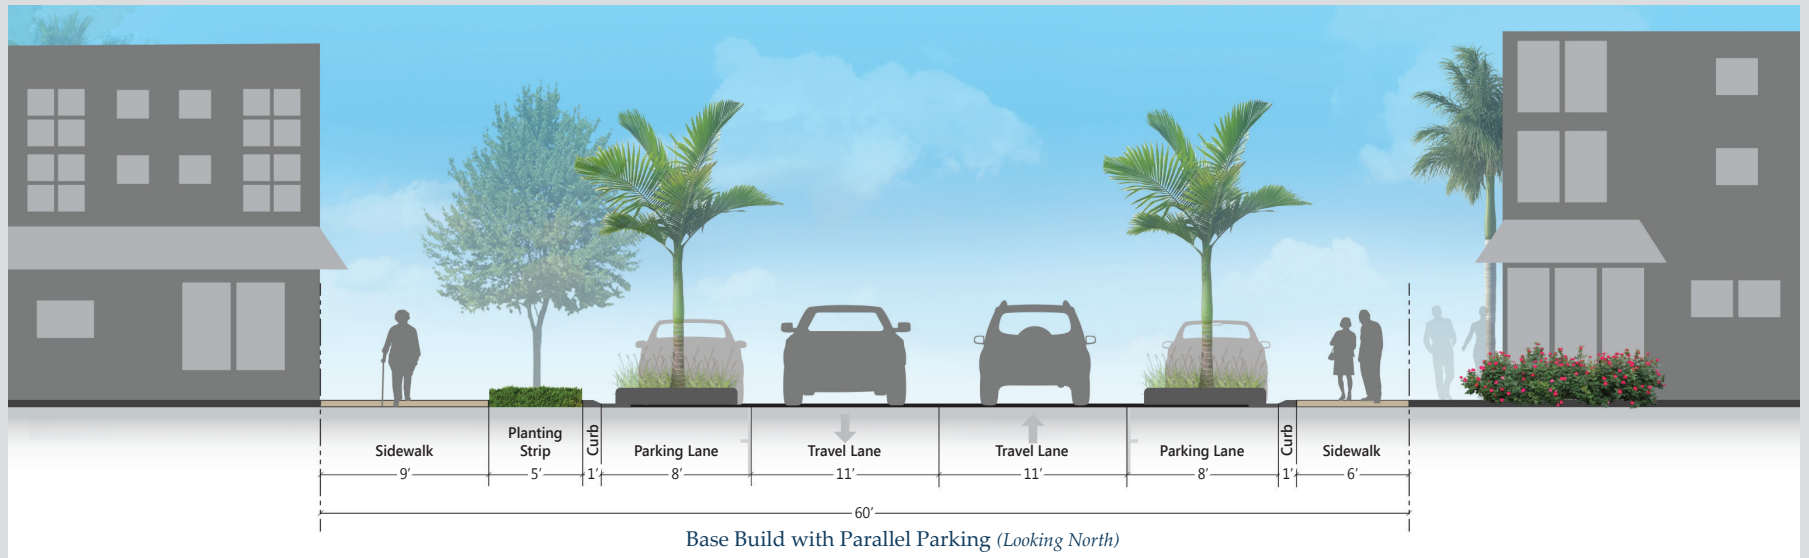 Sidewalk
9’
Planting
Strip
5’
Curb
1’
Parking Lane
8’
Travel Lane
11’
Travel Lane
11’
Parking Lane
8’
Curb
1’
Sidewalk
6’
60’
Base Build with Parallel Parking (Looking North)